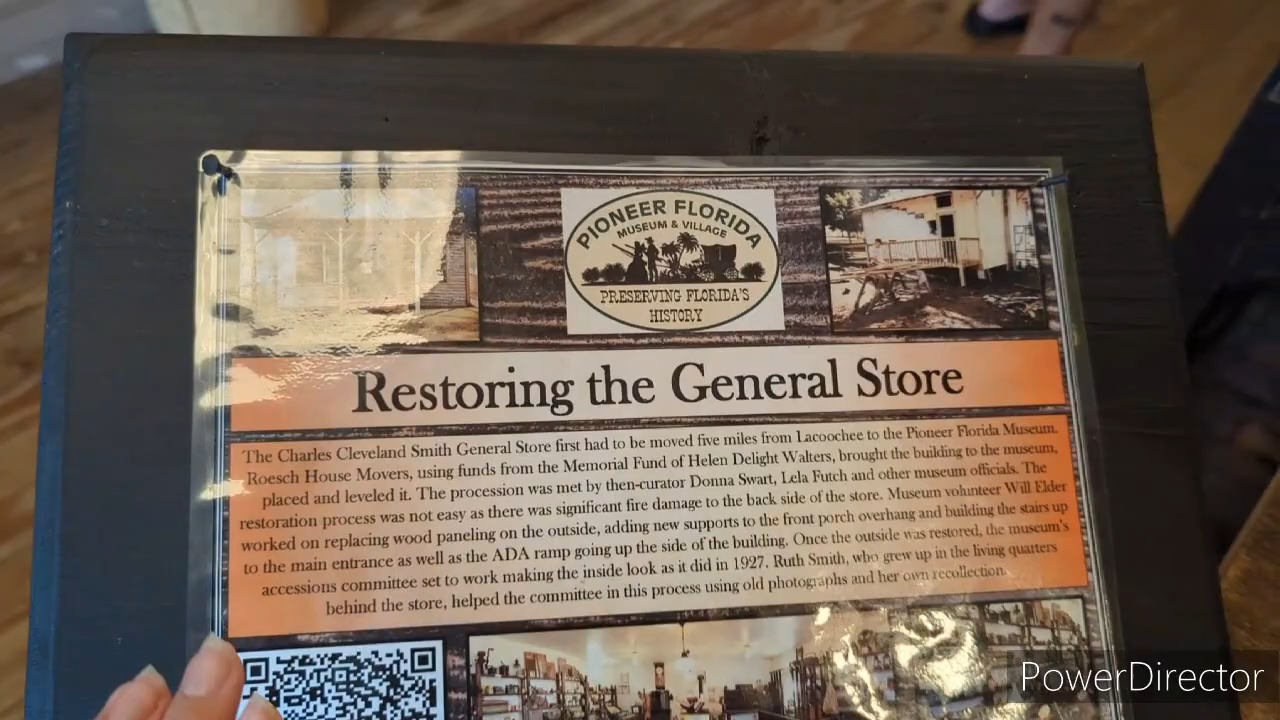 PIONEER FLORIDA
MUSEUM & VILLAGE
PRESERVING FLORIDA'S
HISTORY
Restoring the General Store
The Charles Cleveland Smith General Store first had to be moved five miles from Lacoochee to the Pioneer Florida Museum.
Roesch House Movers, using funds from the Memorial Fund of Helen Delight Walters, brought the building to the museum,
placed and leveled it. The procession was met by then-curator Donna Swart, Lela Futch and other museum officials. The
restoration process was not easy as there was significant fire damage to the back side of the store. Museum volunteer Will Elder
worked on replacing wood paneling on the outside, adding new supports to the front porch overhang and building the stairs up
to the main entrance as well as the ADA ramp going up the side of the building. Once the outside was restored, the museum's
accessions committee set to work making the inside look as it did in 1927. Ruth Smith, who grew up in the living quarters
behind the store, helped the committee in this process using old photographs and her own recollection.
PowerDirector